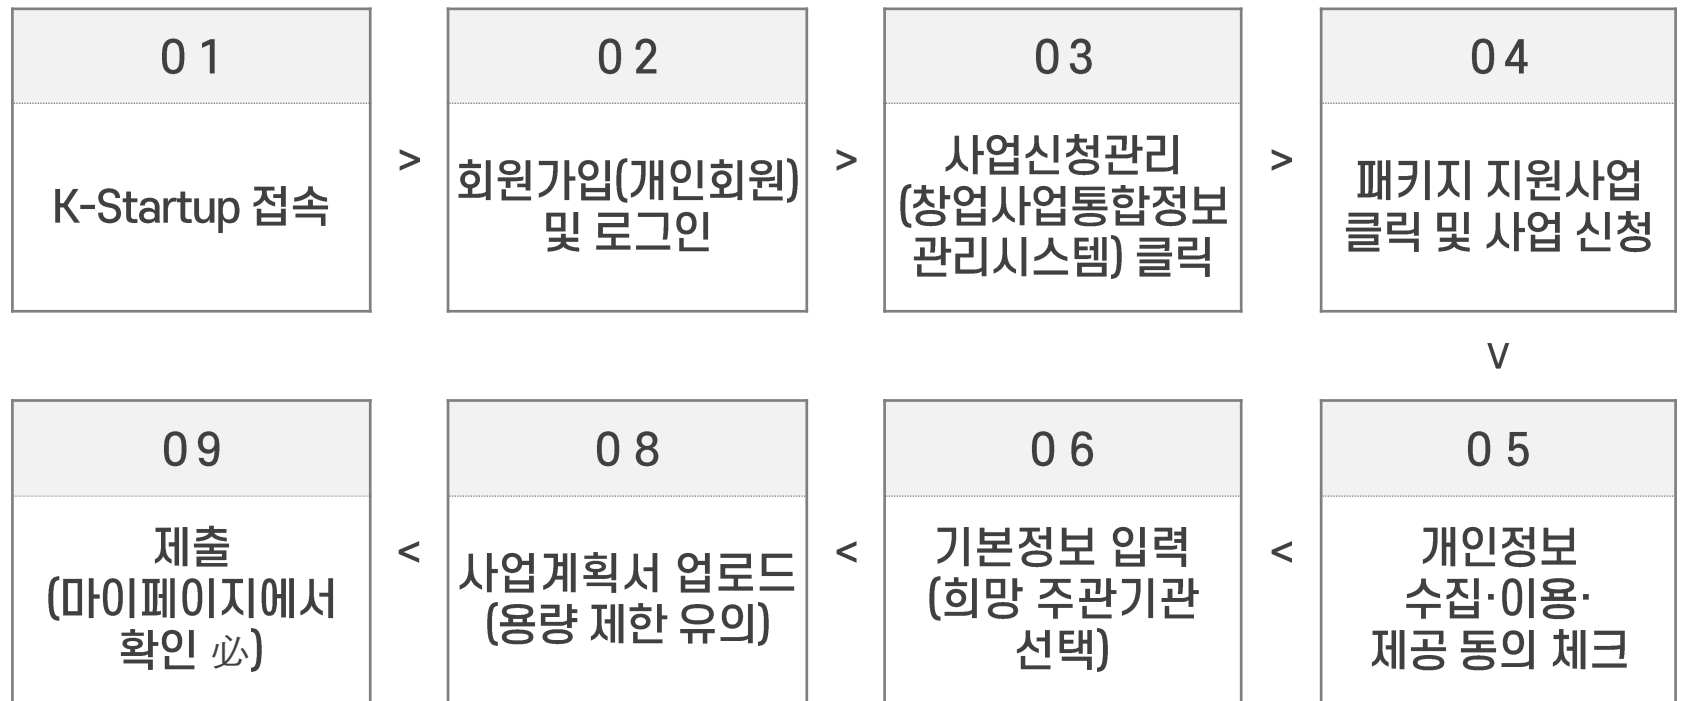 01
K-Startup 접속
>
02
회원가입(개인회원)
및 로그인
>
03
사업신청관리
(창업사업통합정보
관리시스템) 클릭
>
04
패키지 지원사업
클릭 및 사업 신청
∨
05
개인정보
수집·이용·
제공 동의 체크
<
06
기본정보 입력
(희망 주관기관
선택)
<
08
사업계획서 업로드
(용량 제한 유의)
<
09
제출
(마이페이지에서
확인 必)